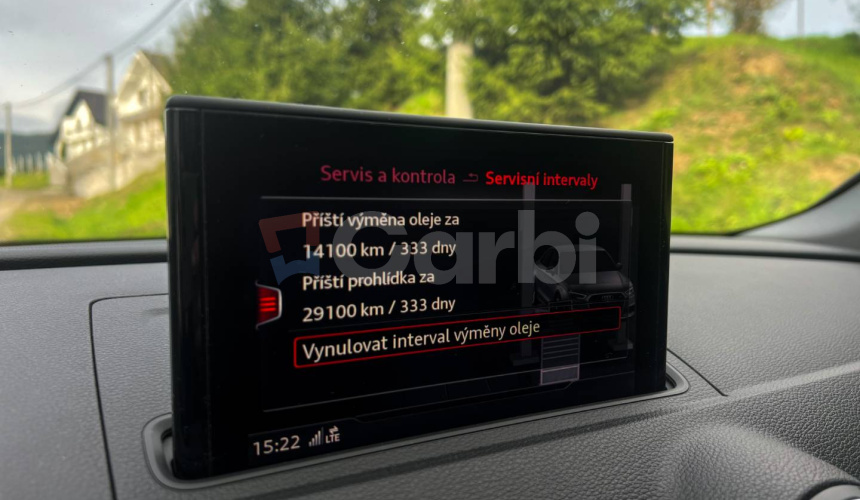 Servis a kontrola Servisní intervaly
Příští výměna oleje za
14100 km / 333 dny
Příští prohlídka za
29100 km / 333 dny
Vynulovat interval výměny oleje
15:22 LTE
Carbi